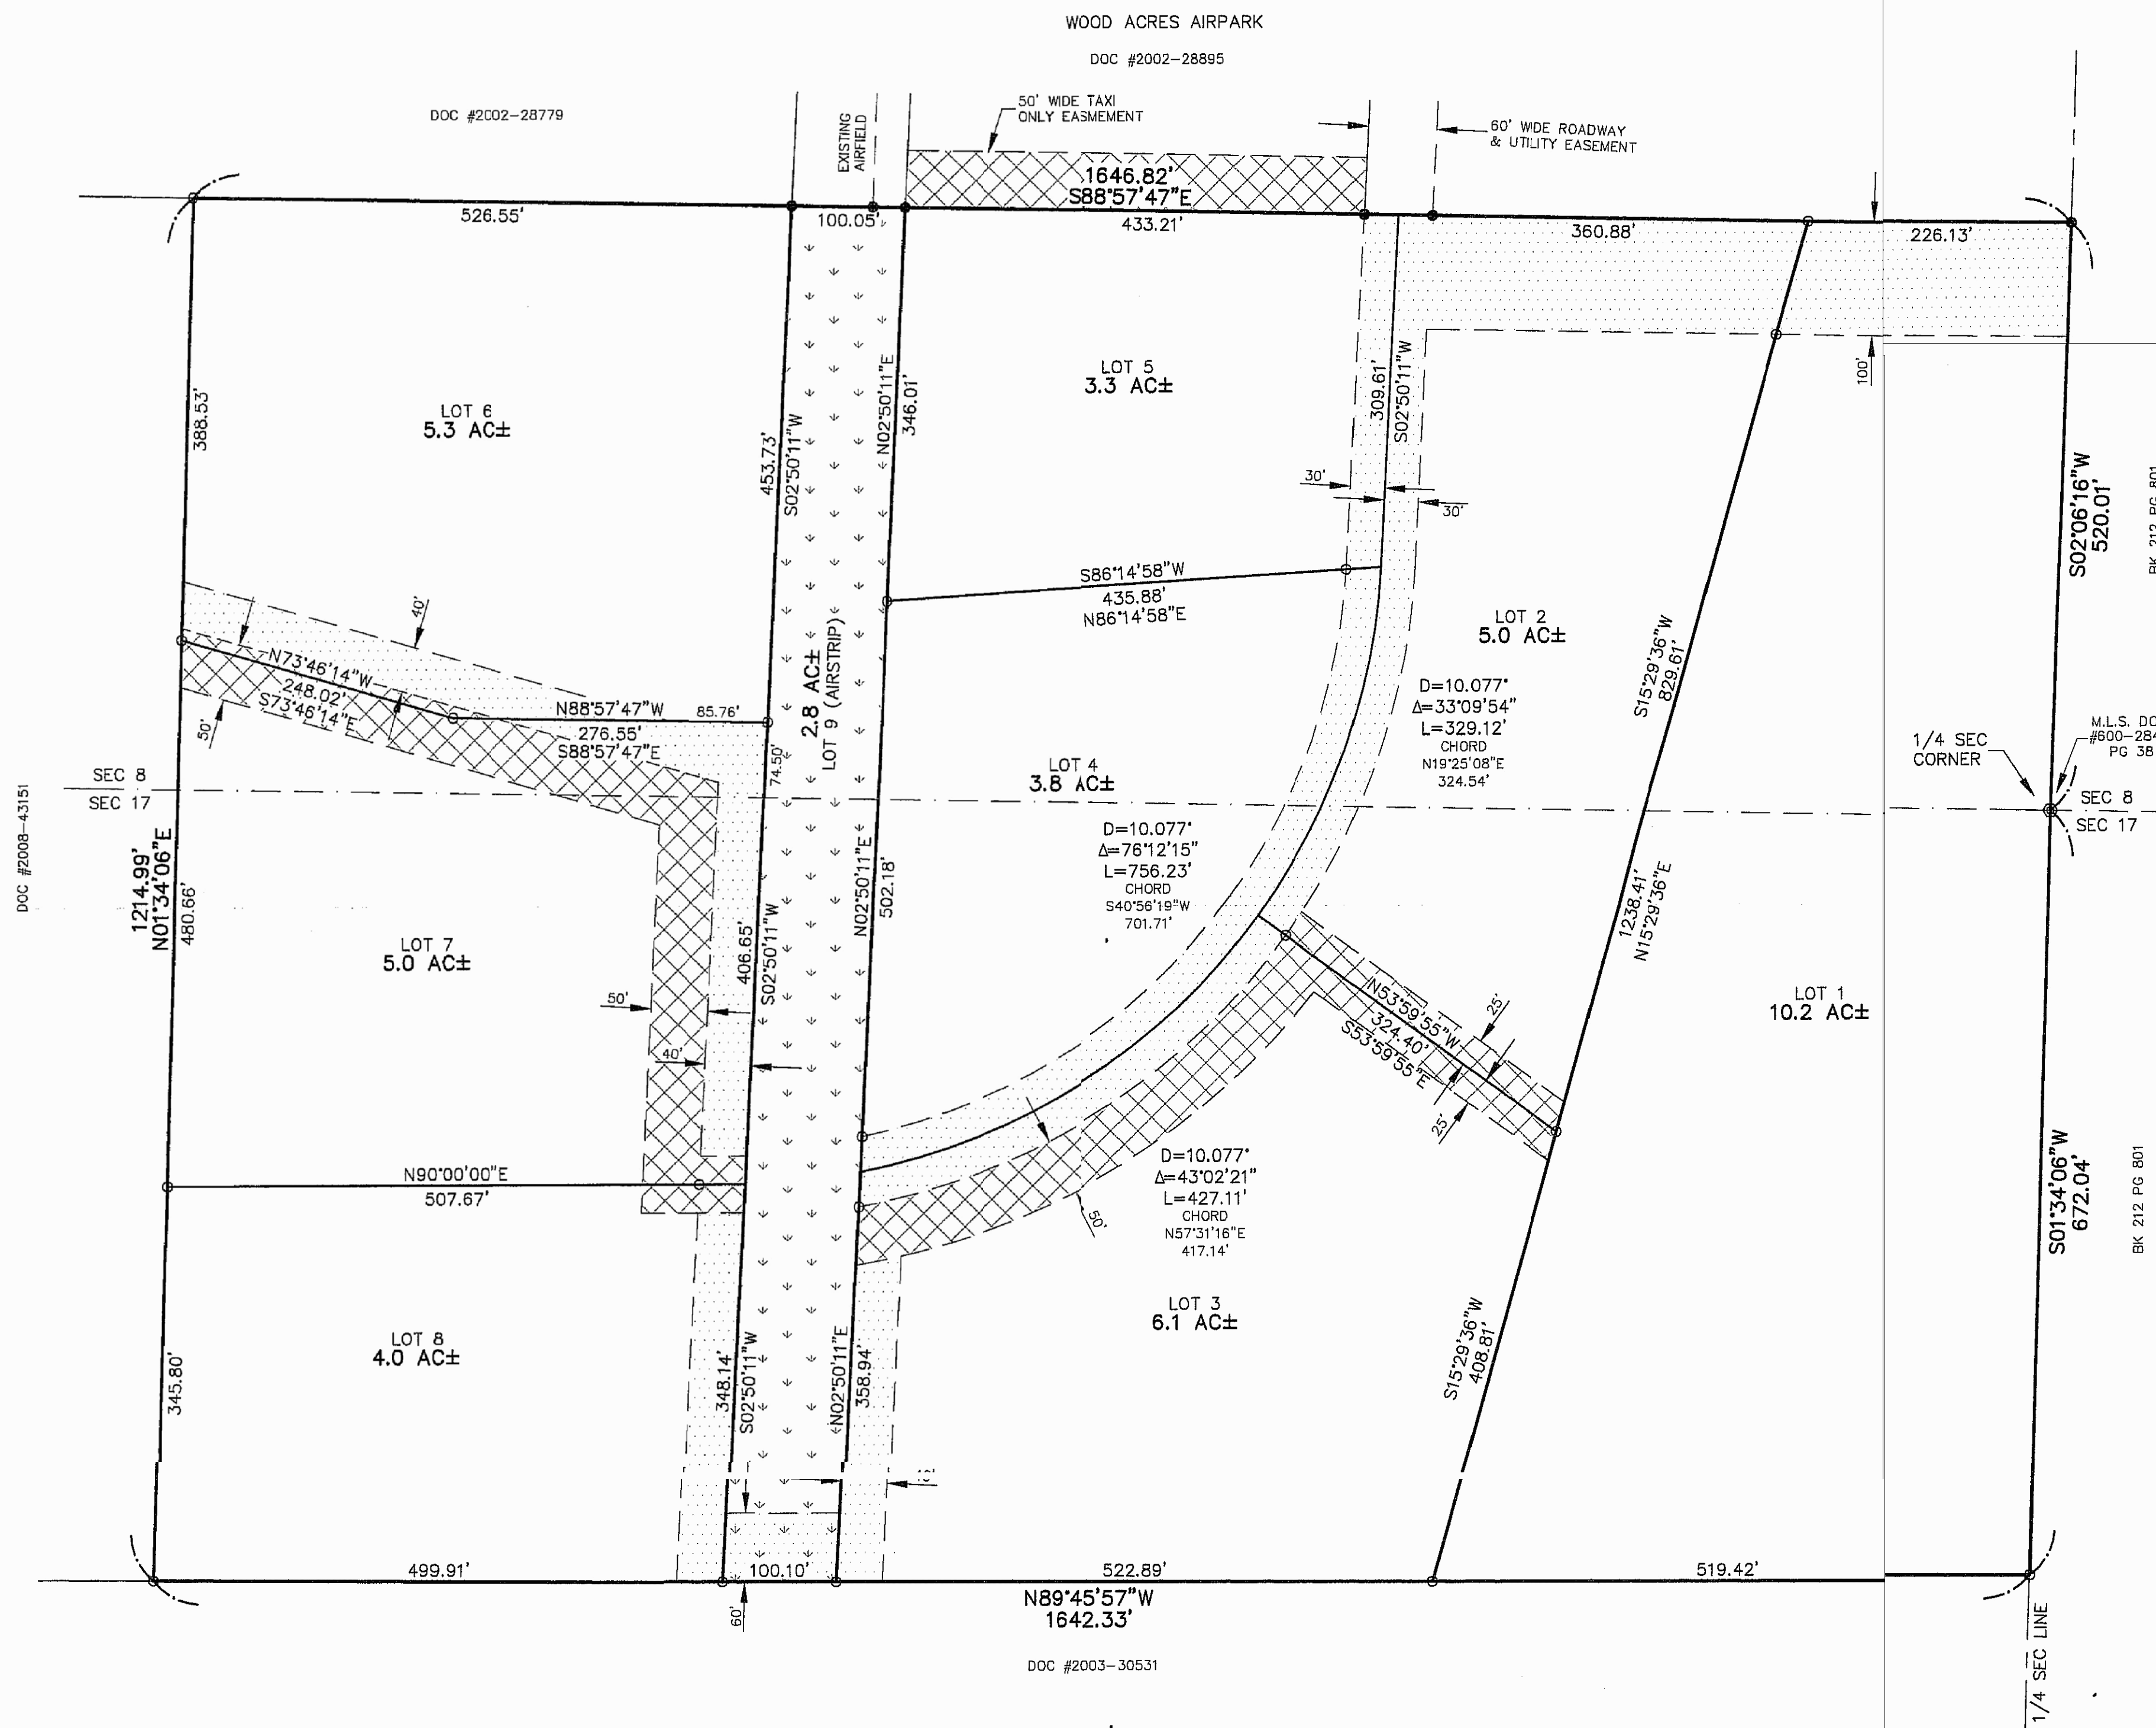 WOOD ACRES AIRPARK
DOC #2002-28895
DOC #2002-28779
EXISTING
AIRFIELD
50' WIDE TAXI
ONLY EASMEMENT
60' WIDE ROADWAY
& UTILITY EASEMENT
1646.82'
S88°57'47"E
526.55'
100.05'
433.21'
360.88'
226.13'
100'
388.53'
LOT 6
5.3 AC±
453.73'
S02°50'11"W
N02°50'11"E
346.01'
LOT 5
3.3 AC±
309.61'
S02°50'11"W
30'
30'
S02°06'16"W
520.01'
BK 212 PG 801
S86°14'58"W
435.88'
N86°14'58"E
LOT 2
5.0 AC±
S15°29'36"W
829.61'
40'
N73°46'14"W
248.02'
S73°46'14"E
50'
N88°57'47"W
85.76'
276.55'
S88°57'47"E
74.50'
2.8 AC±
LOT 9 (AIRSTRIP)
D=10.077°
Δ=33°09'54"
L=329.12'
CHORD
N19°25'08"E
324.54'
LOT 4
3.8 AC±
1/4 SEC
CORNER
M.L.S. DO
#600-284
PG 38
SEC 8
SEC 17
SEC 8
SEC 17
DOC #2008-43151
1214.99'
N01°34'06"E
480.66'
LOT 7
5.0 AC±
406.65'
S02°50'11"W
N02°50'11"E
502.18'
D=10.077°
Δ=76°12'15"
L=756.23'
CHORD
S40°56'19"W
701.71'
1238.41'
N15°29'36"E
LOT 1
10.2 AC±
50'
40'
N53°59'55"W
324.40'
S53°59'55"E
25'
25'
N90°00'00"E
507.67'
D=10.077°
Δ=43°02'21"
L=427.11'
CHORD
N57°31'16"E
417.14'
50'
S01°34'06"W
672.04'
BK 212 PG 801
LOT 3
6.1 AC±
LOT 8
4.0 AC±
345.80'
348.14'
S02°50'11"W
N02°50'11"E
358.94'
S15°29'36"W
408.81'
499.91'
100.10'
522.89'
519.42'
N89°45'57"W
1642.33'
60'
DOC #2003-30531
1/4 SEC LINE